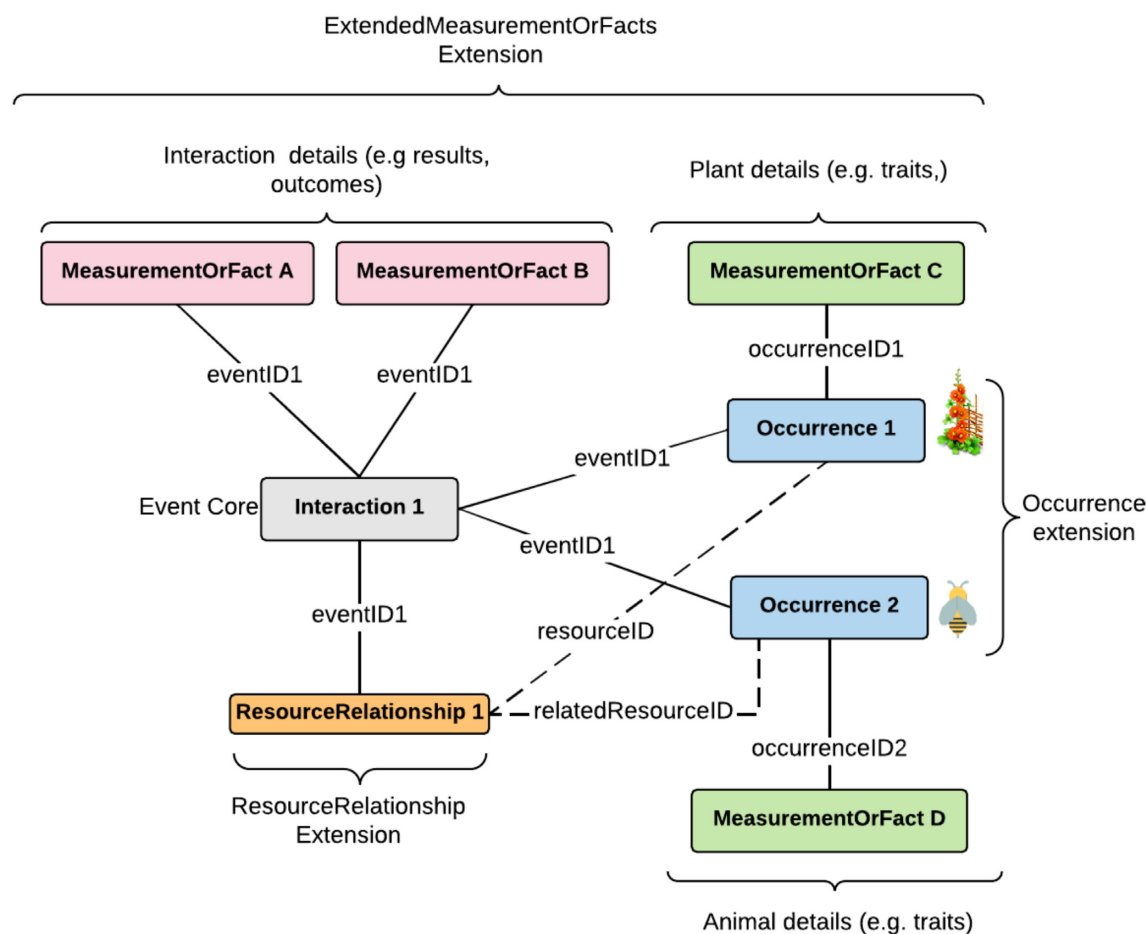 ExtendedMeasurementOrFacts
Extension
Interaction details (e.g results,
outcomes)
Plant details (e.g. traits,)
MeasurementOrFact A
MeasurementOrFact B
MeasurementOrFact C
occurrenceID1
eventID1
eventID1
Occurrence 1
eventID1
Event Core
Interaction 1
Occurrence
extension
eventID1
Occurrence 2
eventID1
resourceID
ResourceRelationship 1
relatedResourceID
occurrenceID2
ResourceRelationship
Extension
MeasurementOrFact D
Animal details (e.g. traits)